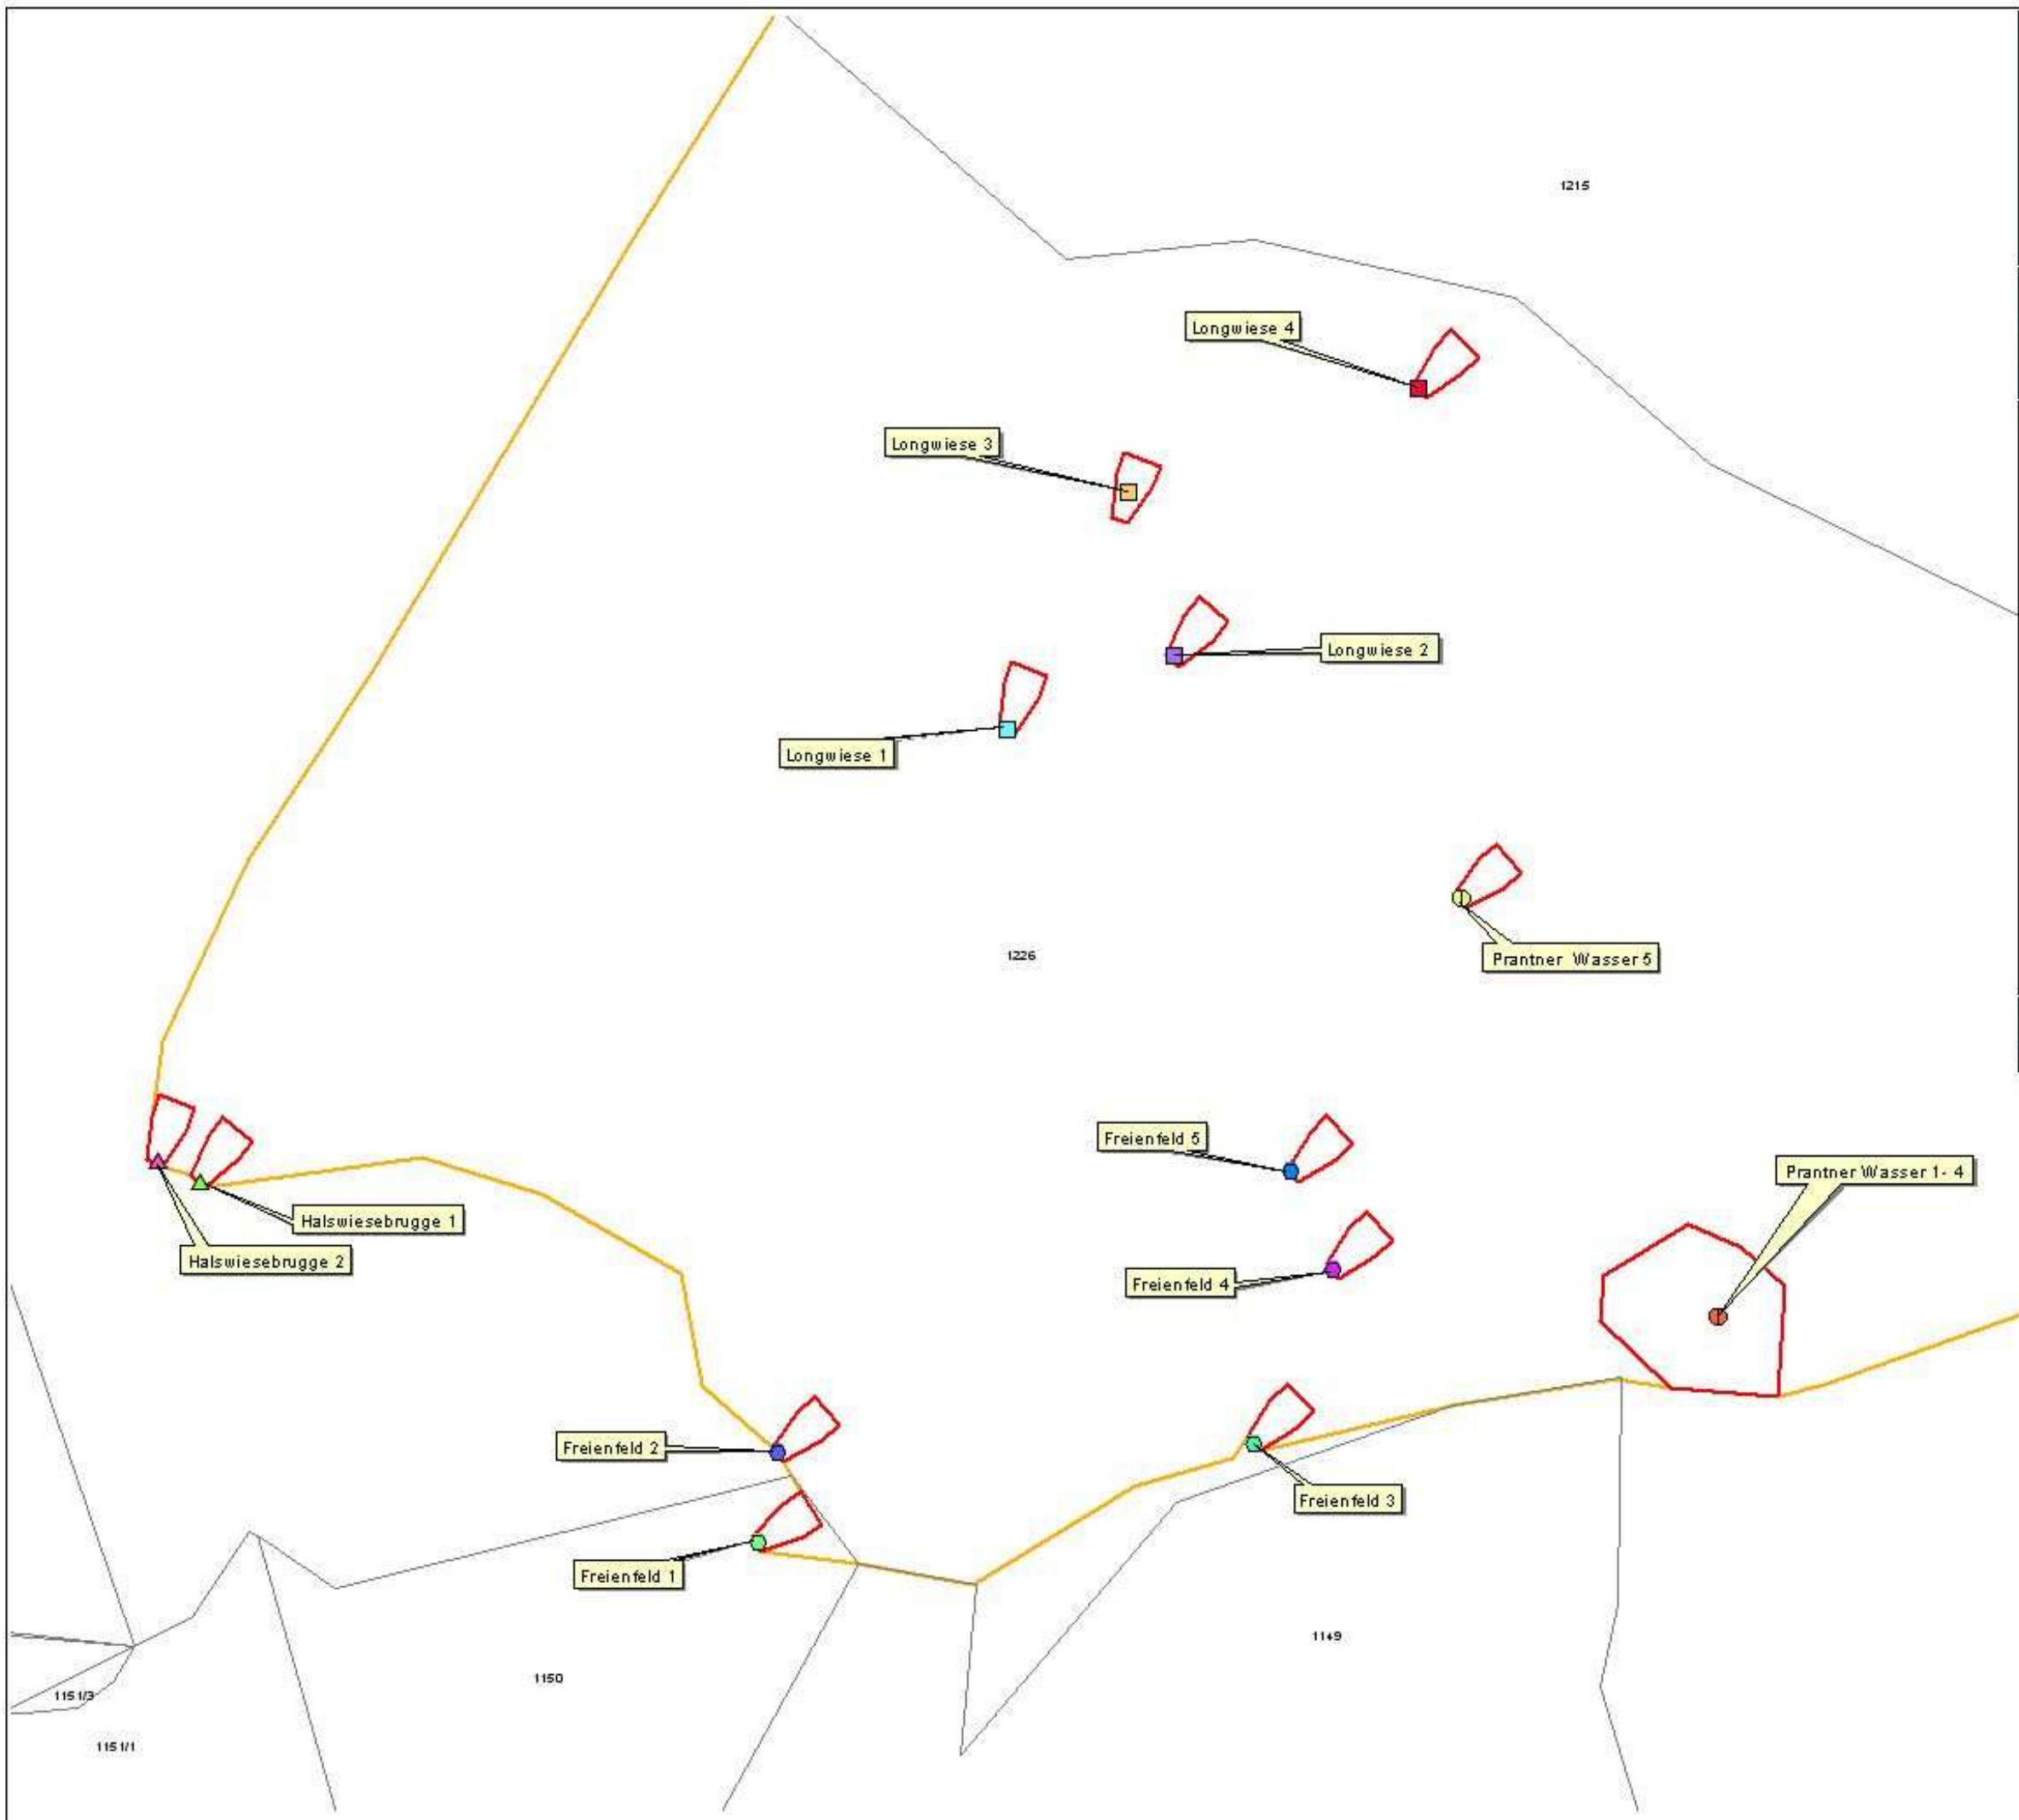 1215
Longwiese 4
Longwiese 3
Longwiese 2
Longwiese 1
Prantner Wasser 5
1226
Freienfeld 5
Prantner Wasser 1- 4
Halswiesebrugge 1
Halswiesebrugge 2
Freienfeld 4
Freienfeld 2
Freienfeld 3
Freienfeld 1
1149
1150
1151/3
1151/1